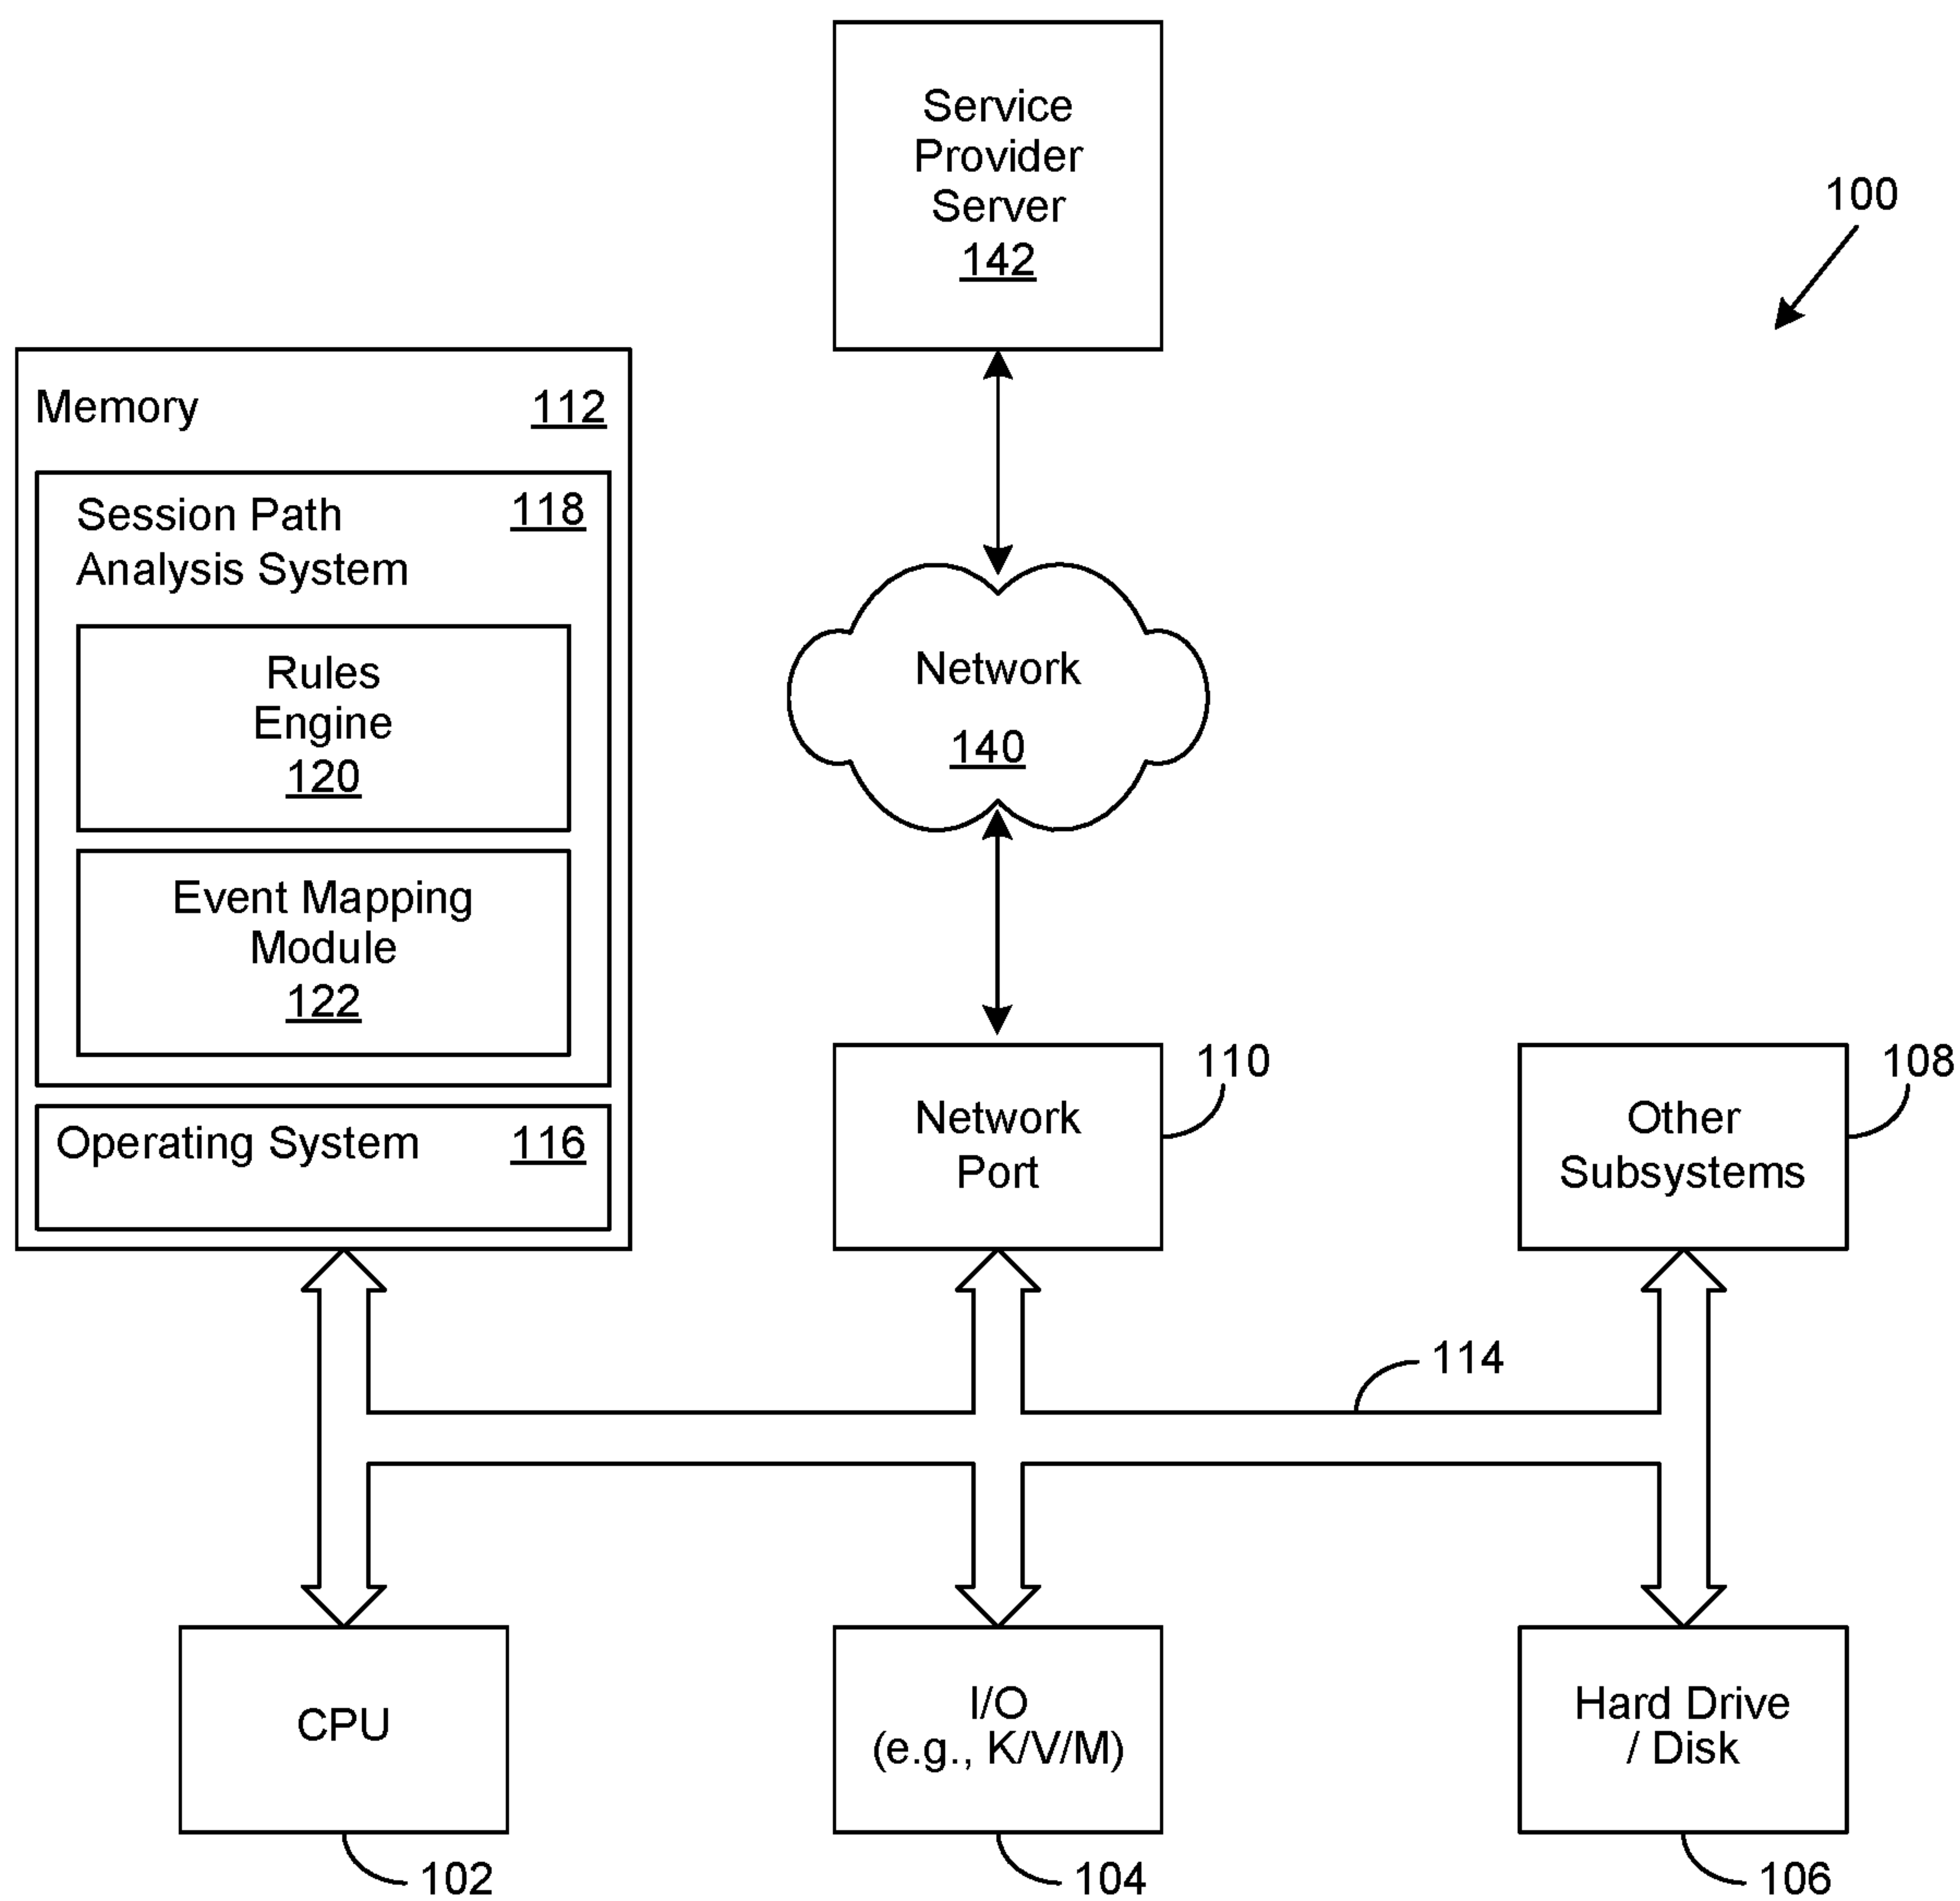 Service
Provider
Server
142
100
Memory 112
Session Path 118
Analysis System
Rules
Engine
120
Event Mapping
Module
122
Operating System 116
Network
140
Network
Port
110
Other
Subsystems
108
114
CPU
102
I/O
(e.g., K/V/M)
104
Hard Drive
/ Disk
106